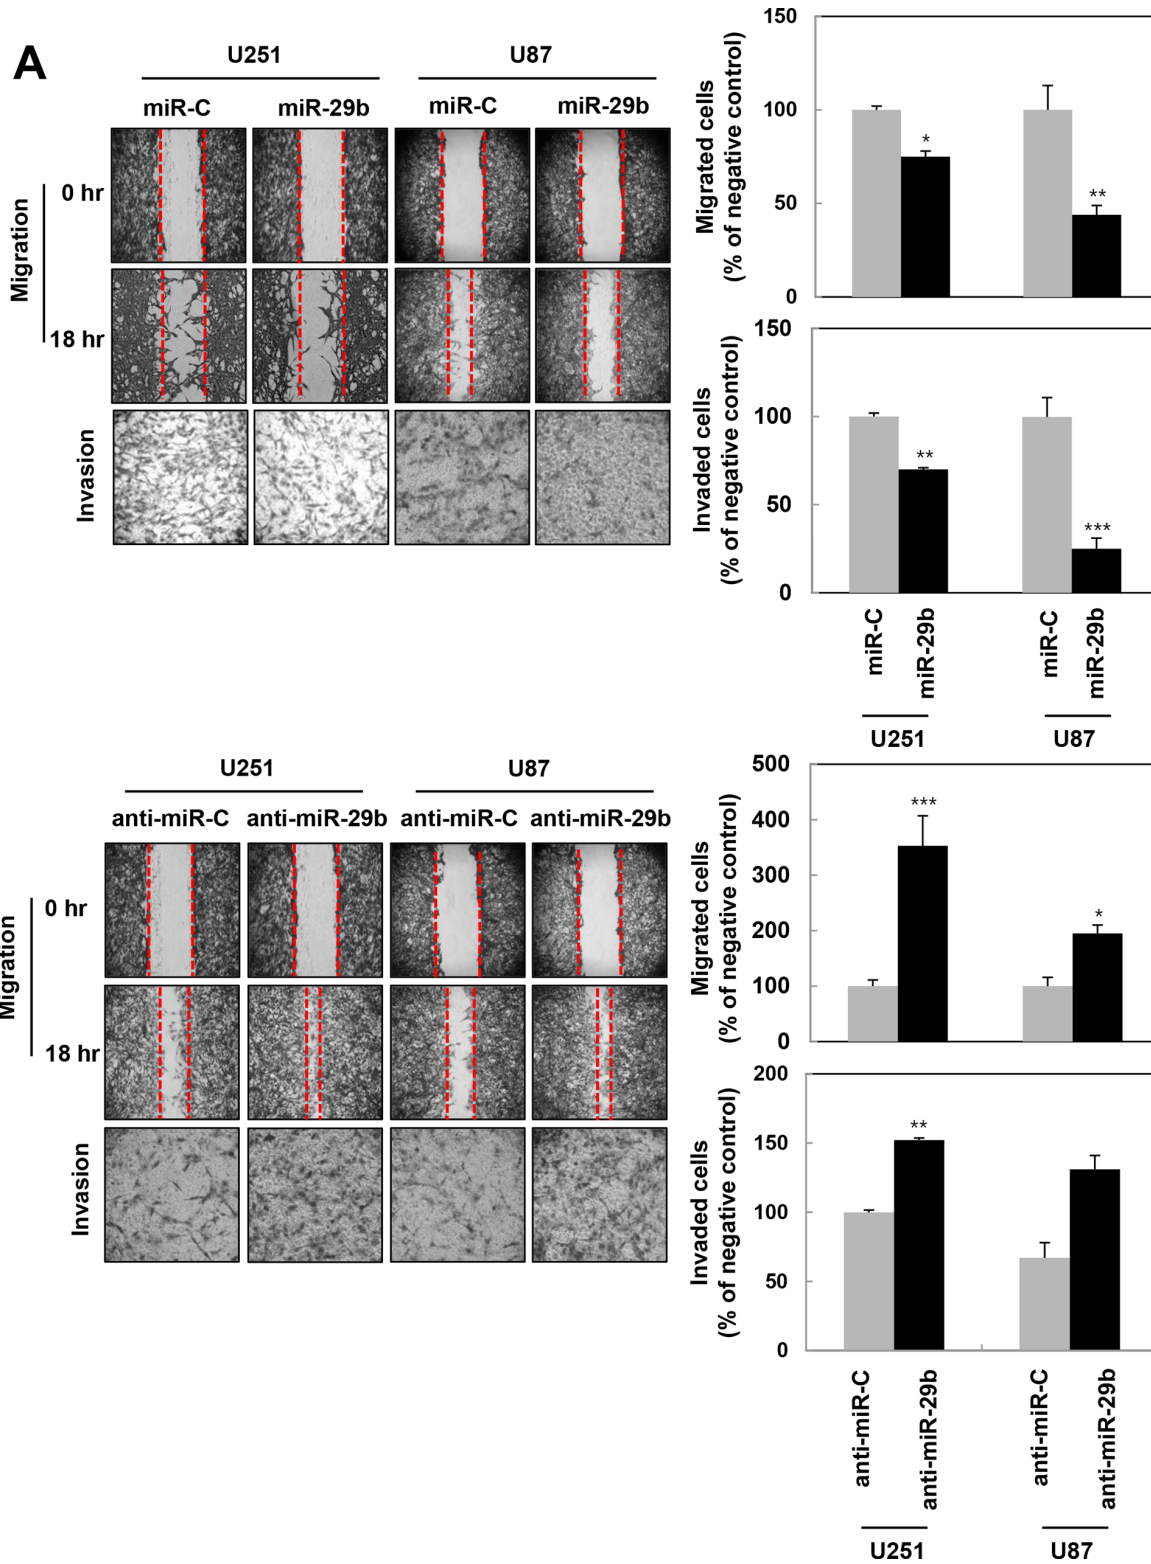 A
U251
U87
miR-C
miR-29b
miR-C
miR-29b
Migration
0 hr
18 hr
Invasion
Migrated cells
(% of negative control)
150
100
50
0
*
**
Invaded cells
(% of negative control)
150
100
50
0
**
***
miR-C
miR-29b
miR-C
miR-29b
U251
U87
U251
U87
anti-miR-C
anti-miR-29b
anti-miR-C
anti-miR-29b
Migration
0 hr
18 hr
Invasion
Migrated cells
(% of negative control)
500
400
300
200
100
0
***
*
Invaded cells
(% of negative control)
200
150
100
50
0
**
anti-miR-C
anti-miR-29b
anti-miR-C
anti-miR-29b
U251
U87